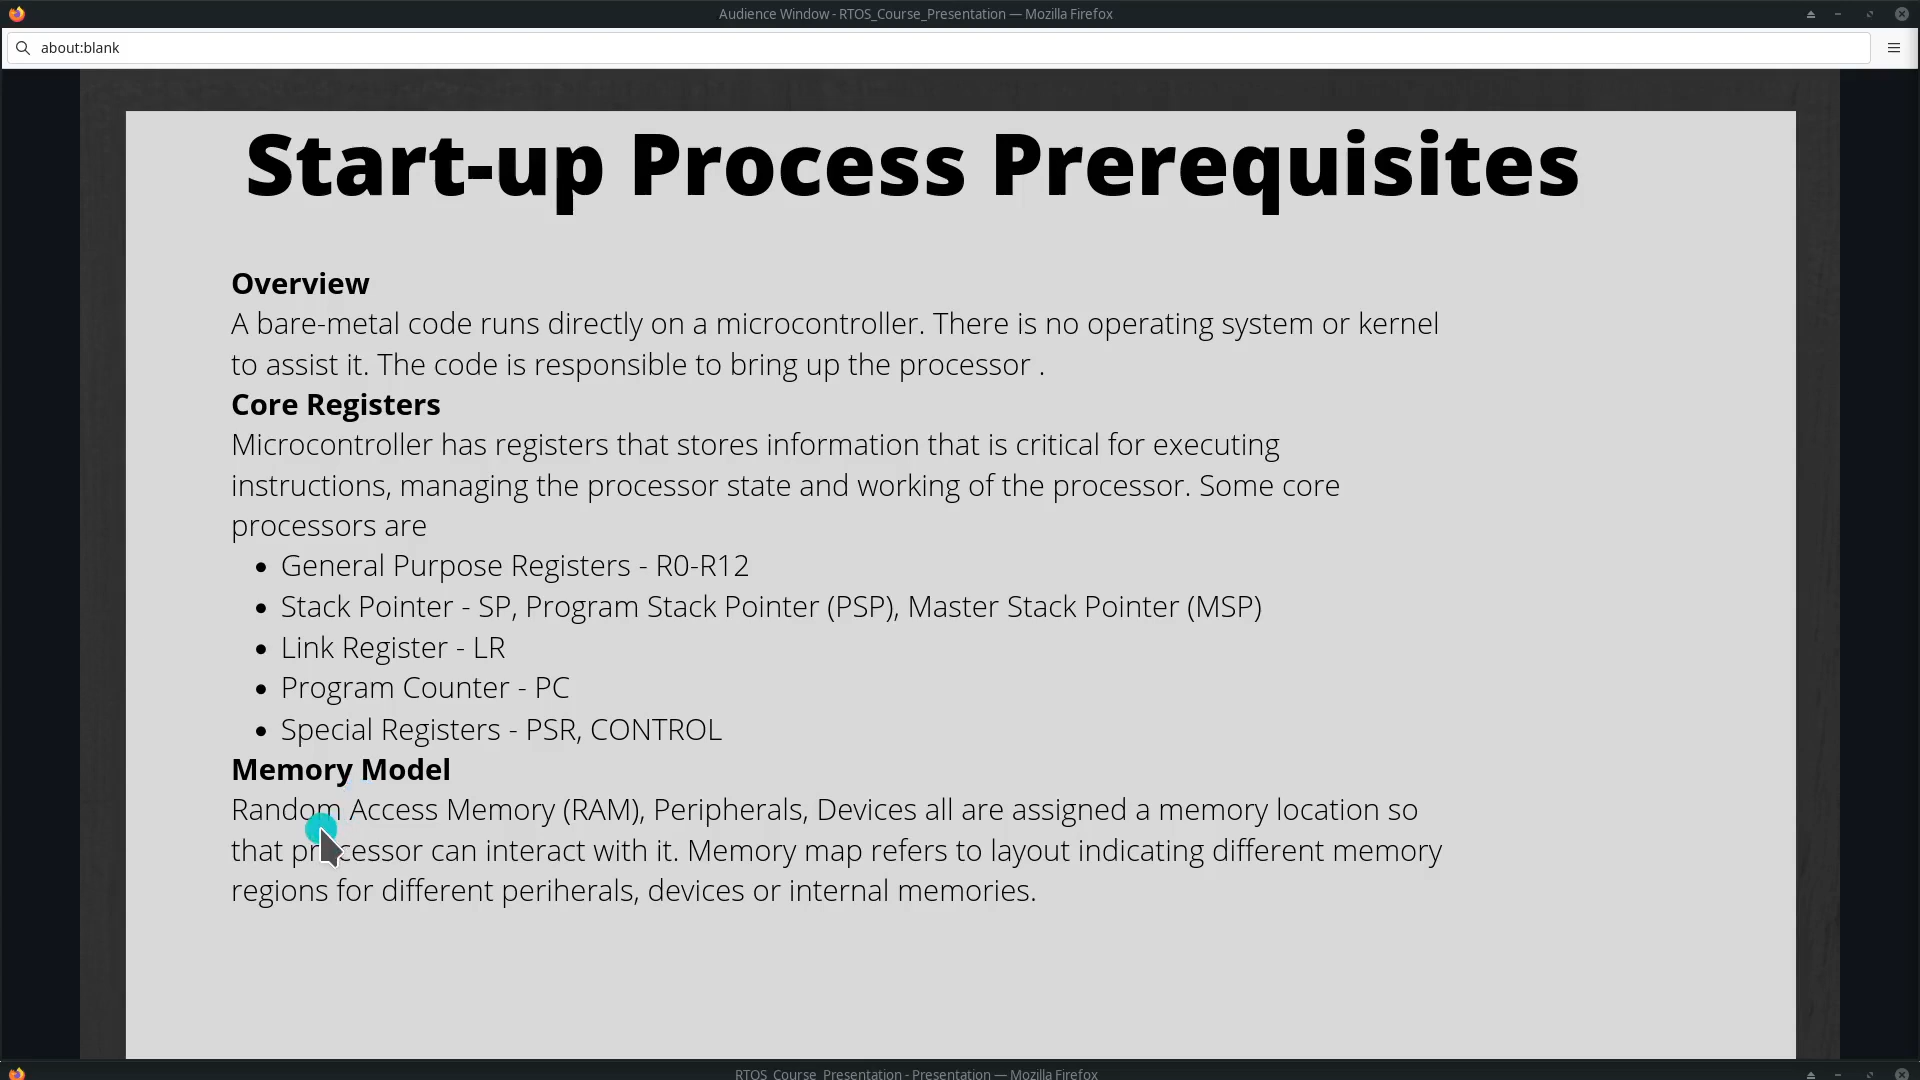 Audience Window - RTOS_Course_Presentation — Mozilla Firefox
about:blank
Start-up Process Prerequisites
Overview
A bare-metal code runs directly on a microcontroller. There is no operating system or kernel
to assist it. The code is responsible to bring up the processor .
Core Registers
Microcontroller has registers that stores information that is critical for executing
instructions, managing the processor state and working of the processor. Some core
processors are
• General Purpose Registers - R0-R12
• Stack Pointer - SP, Program Stack Pointer (PSP), Master Stack Pointer (MSP)
• Link Register - LR
• Program Counter - PC
• Special Registers - PSR, CONTROL
Memory Model
Random Access Memory (RAM), Peripherals, Devices all are assigned a memory location so
that processor can interact with it. Memory map refers to layout indicating different memory
regions for different periherals, devices or internal memories.
RTOS_Course_Presentation - Presentation — Mozilla Firefox